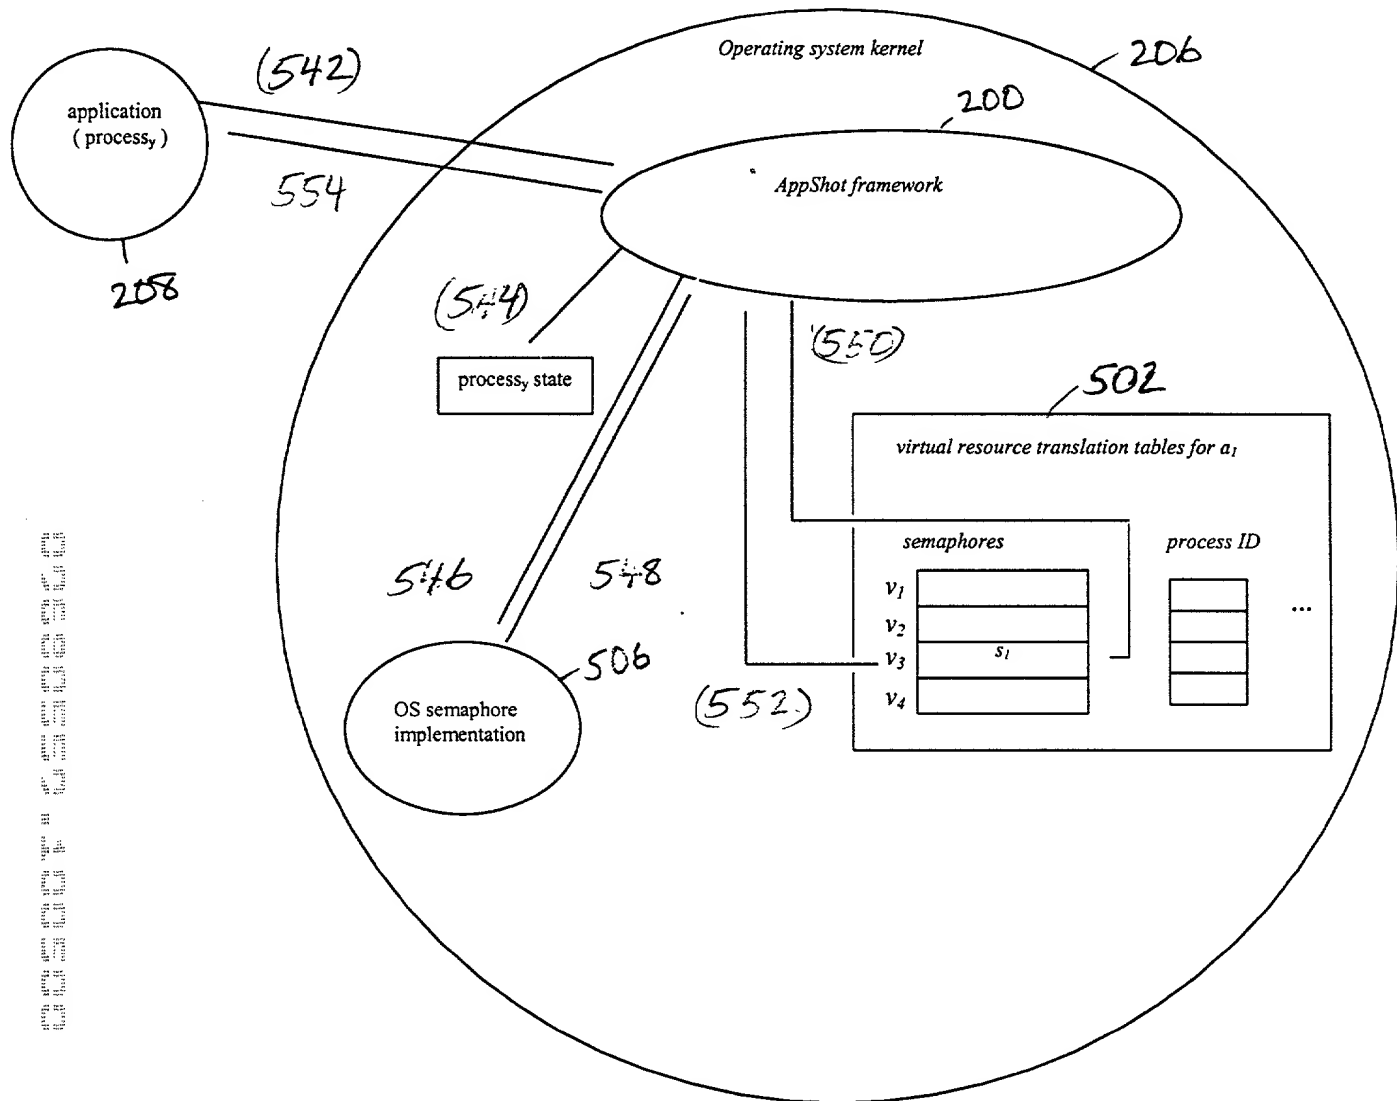 Operating system kernel
206
(542)
200
application
( processy )
AppShot framework
554
208
(544)
(550)
processy state
502
virtual resource translation tables for a1
546
548
semaphores
process ID
v1
v2
...
v3
s1
v4
506
(552)
OS semaphore
implementation